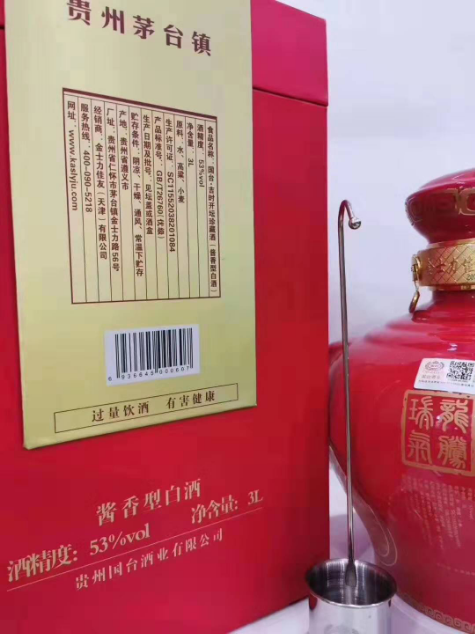 贵州茅台镇
食品名称：国台·吉时开坛珍藏酒（酱香型白酒）
酒精度：53%vol
净含量：3L
原料：水、高粱、小麦
生产许可证：SC11552038201084
产品标准号：GB/T26760（优级）
生产日期及批号：见坛盖或酒盒
贮存条件：阴凉、干燥、通风、常温下贮存
产地：贵州省遵义市
厂址：贵州省仁怀市茅台镇金士力路56号
经销商：金士力佳友（天津）有限公司
服务热线：400-090-5218
网址：www.kaslyju.com
过量饮酒 有害健康
酱香型白酒
酒精度：53%vol 净含量：3L
贵州国台酒业有限公司
龙腾
瑞气